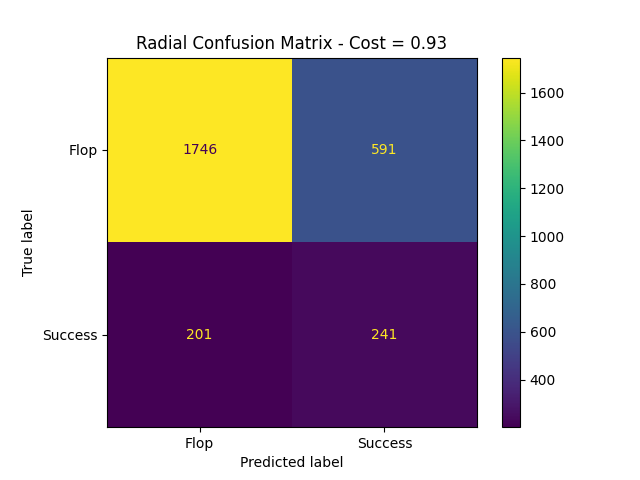 Radial Confusion Matrix - Cost = 0.93
True label
Flop
1746
591
Success
201
241
Flop
Success
Predicted label
1600
1400
1200
1000
800
600
400